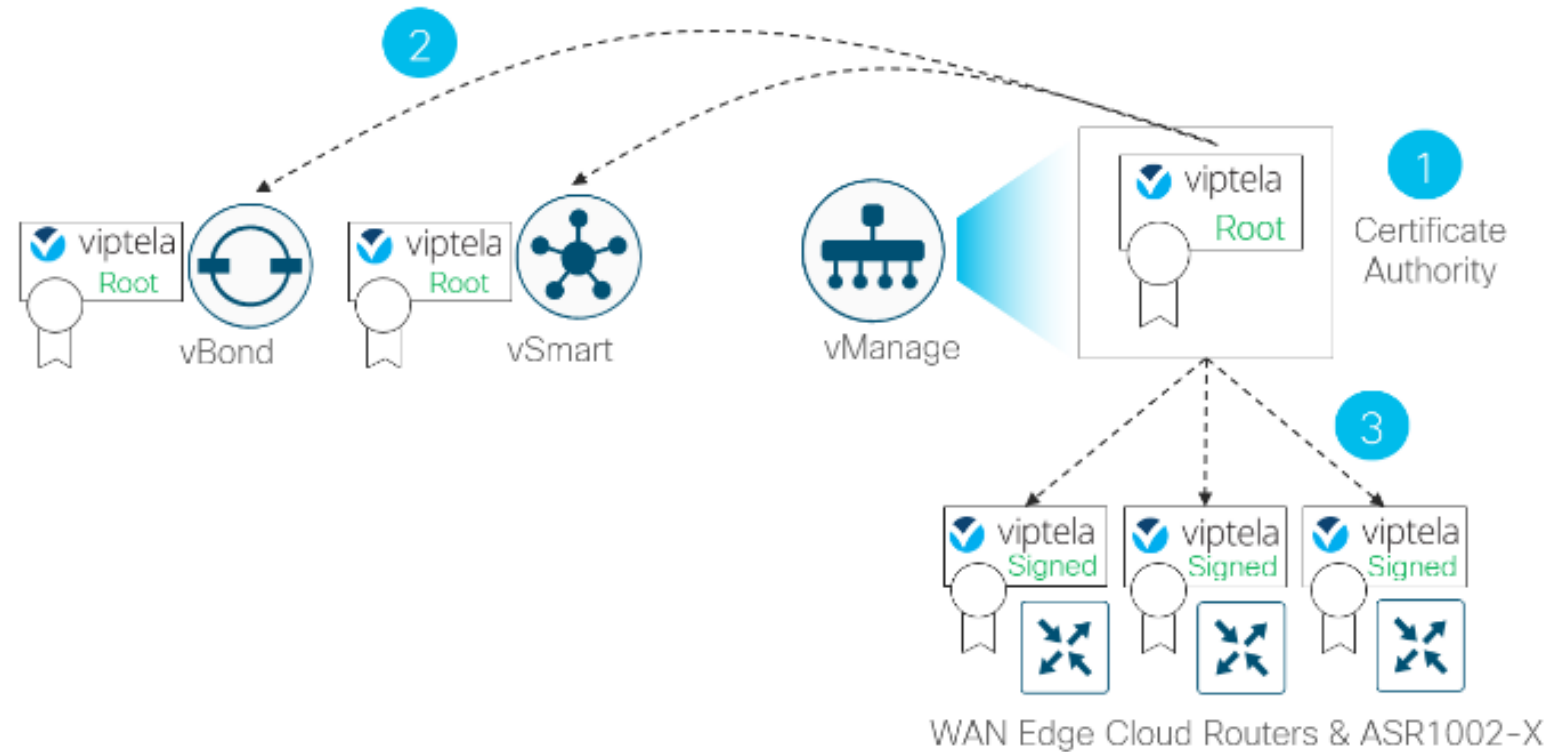 2
1
viptela
Root
Certificate
Authority
viptela
Root
vBond
viptela
Root
vSmart
vManage
3
viptela
Signed
viptela
Signed
viptela
Signed
WAN Edge Cloud Routers & ASR1002-X